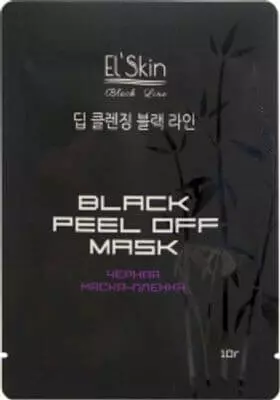 El'Skin
Black Line
딥 클렌징 블랙 라인
BLACK
PEEL OFF
MASK
ЧЕРНАЯ
МАСКА-ПЛЕНКА
10г